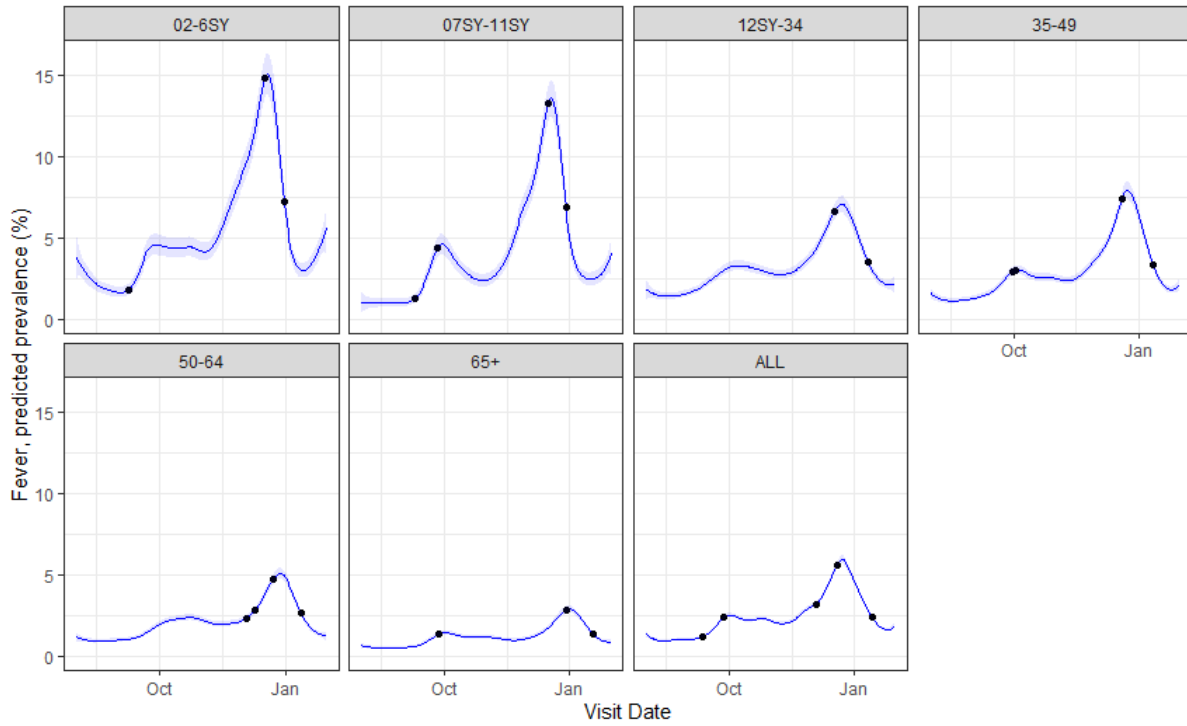 02-6SY
07SY-11SY
12SY-34
35-49
15
10
5
0
Oct
Jan
50-64
65+
ALL
15
10
5
0
Oct
Jan
Oct
Jan
Oct
Jan
Fever, predicted prevalence (%)
Visit Date